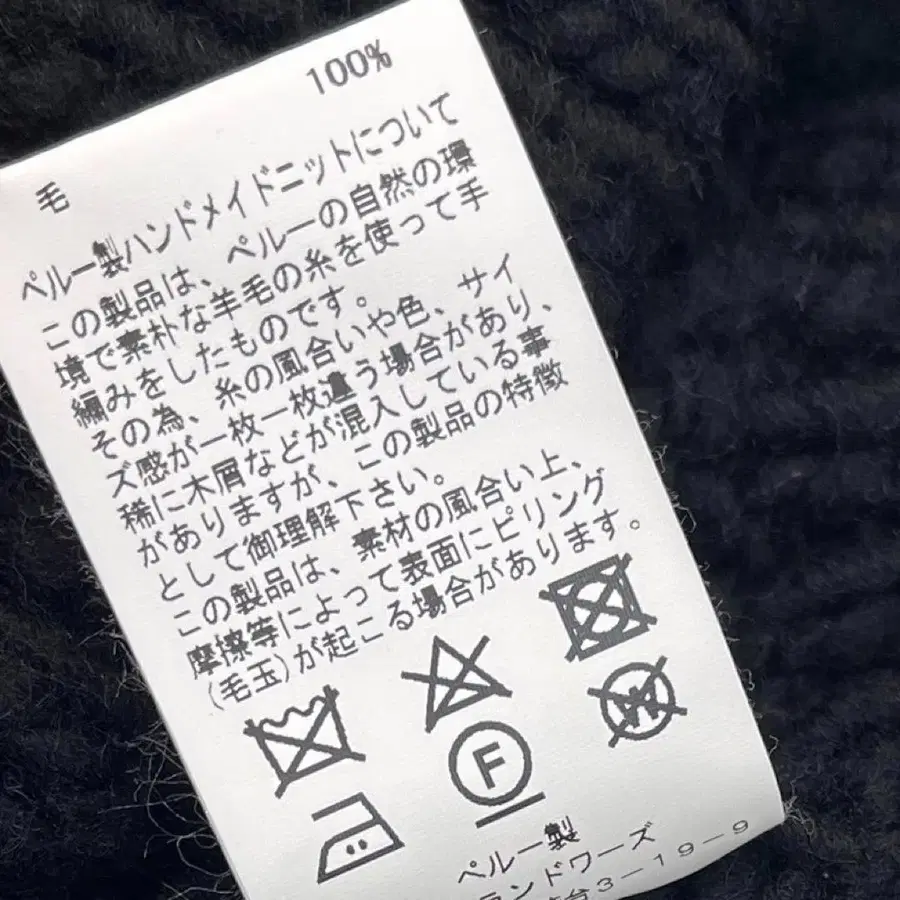 毛 100%
ペルー製ハンドメイドニットについて
この製品は、ペルーの自然の環
境で素朴な羊毛の糸を使って手
編みをしたものです。
その為、糸の風合いや色、サイ
ズ感が一枚一枚違う場合があり、
稀に木屑などが混入している事
がありますが、この製品の特徴
として御理解下さい。
この製品は、素材の風合い上、
摩擦等によって表面にピリング
(毛玉)が起こる場合があります。
F
W
ペルー製
ランドワーズ
台3-19-9